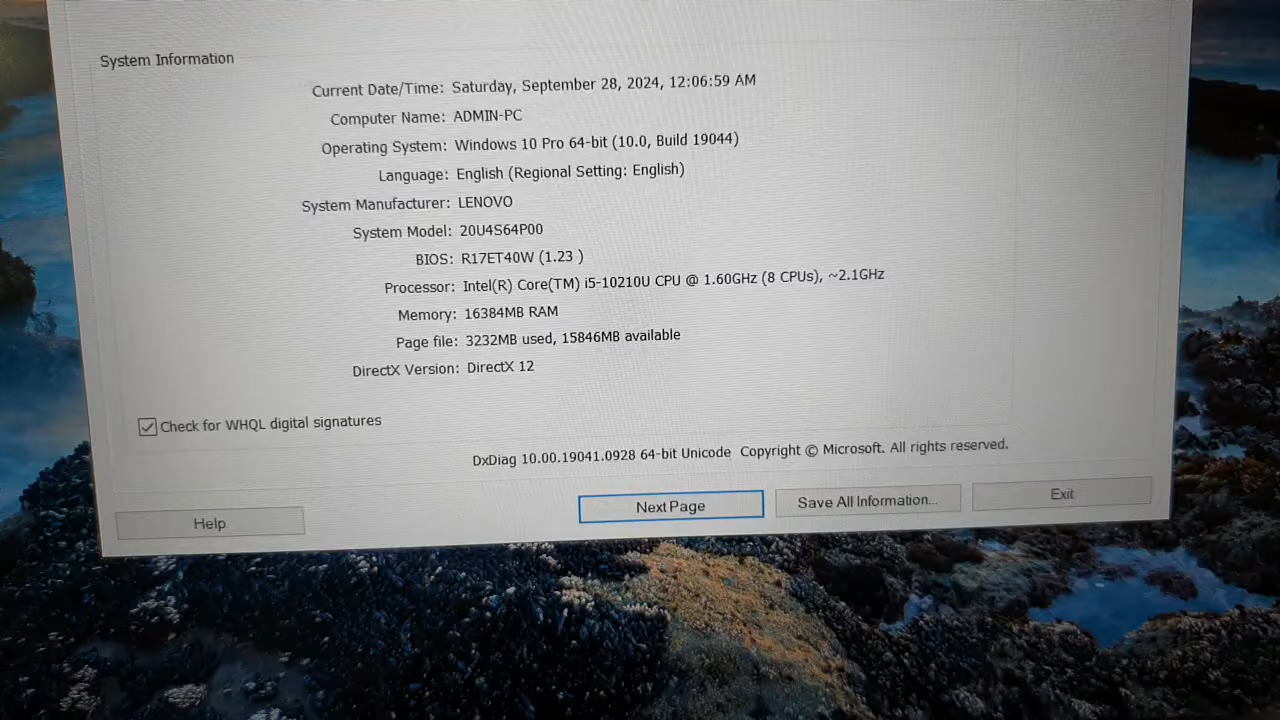 System Information
Current Date/Time: Saturday, September 28, 2024, 12:06:59 AM
Computer Name: ADMIN-PC
Operating System: Windows 10 Pro 64-bit (10.0, Build 19044)
Language: English (Regional Setting: English)
System Manufacturer: LENOVO
System Model: 20U4S64P00
BIOS: R17ET40W (1.23 )
Processor: Intel(R) Core(TM) i5-10210U CPU @ 1.60GHz (8 CPUs), ~2.1GHz
Memory: 16384MB RAM
Page file: 3232MB used, 15846MB available
DirectX Version: DirectX 12
Check for WHQL digital signatures
DxDiag 10.00.19041.0928 64-bit Unicode Copyright © Microsoft. All rights reserved.
Help Next Page Save All Information... Exit